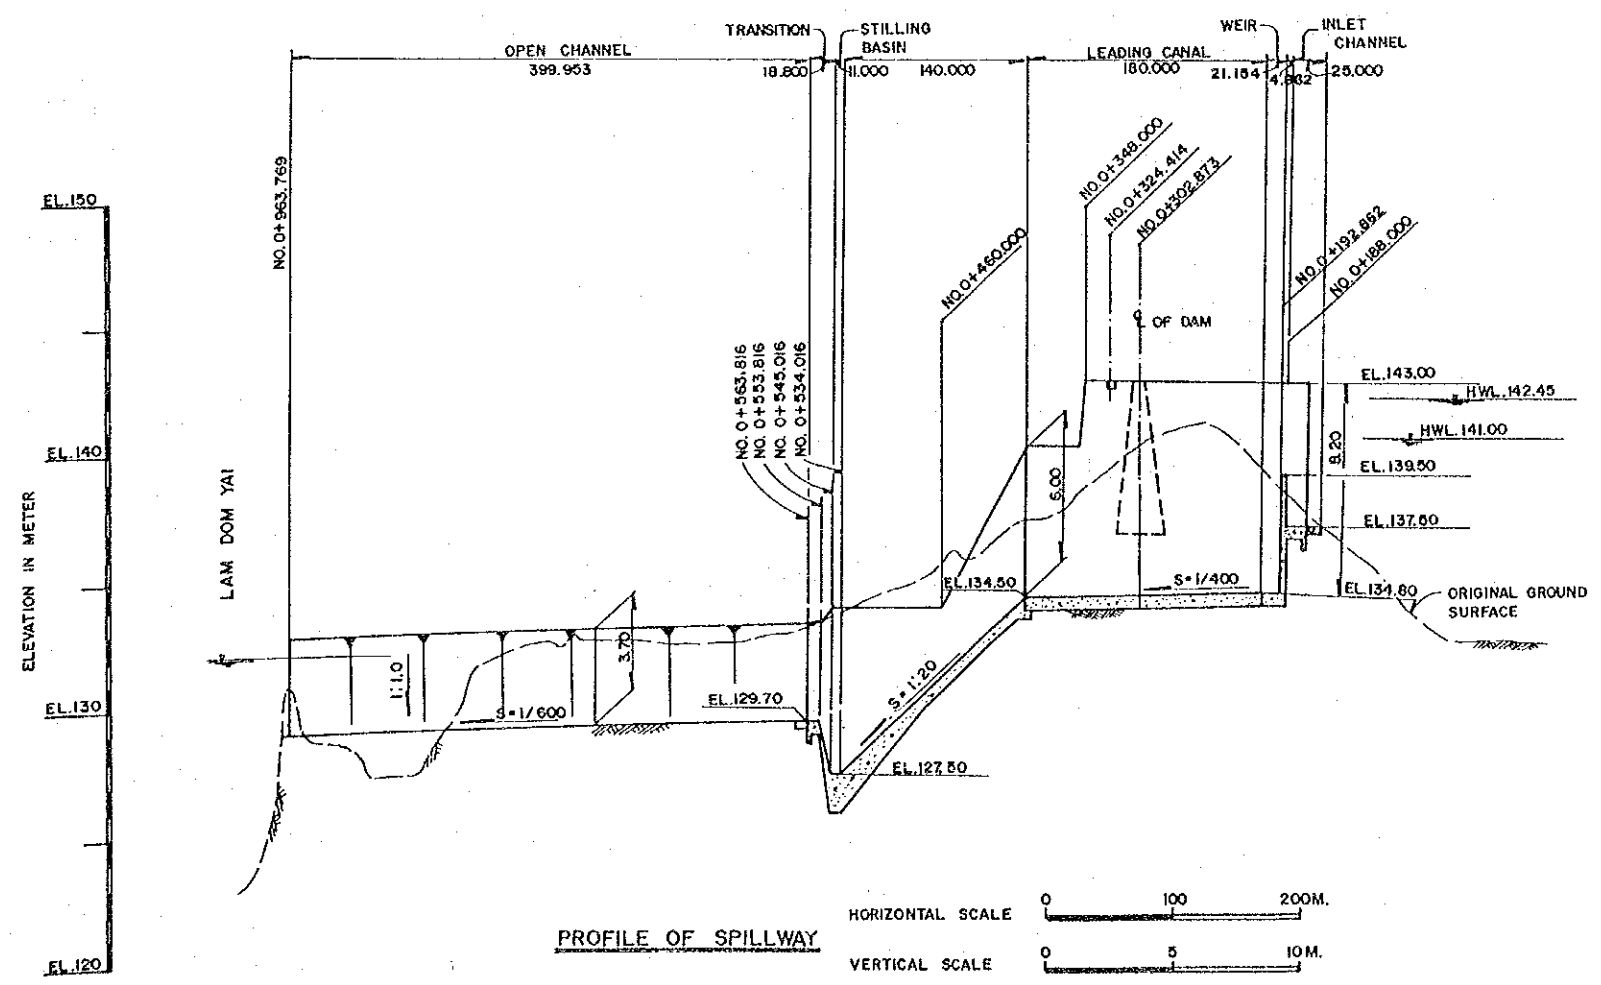 TRANSITION
STILLING
BASIN
WEIR
INLET
CHANNEL
OPEN CHANNEL
LEADING CANAL
399.953
18.800
11.000
140.000
180.000
21.154
4.862
25.000
NO.0+963.769
NO.0+348.000
NO.0+324.414
NO.0+302.873
NO.0+460.000
NO.0+192.862
NO.0+188.000
EL.150
℄ OF DAM
NO.0+563.816
NO.0+553.816
NO.0+545.016
NO.0+534.016
EL.143.00
HWL.142.45
HWL.141.00
EL.140
8.20
EL.139.50
6.00
EL.137.50
ELEVATION IN METER
LAM DOM YAI
EL.134.50
S=1/400
EL.134.80
ORIGINAL GROUND
SURFACE
3.70
1:1.0
S=1:20
EL.129.70
EL.130
S=1/600
EL.127.50
PROFILE OF SPILLWAY
HORIZONTAL SCALE
0 100 200M.
VERTICAL SCALE
0 5 10M.
EL.120